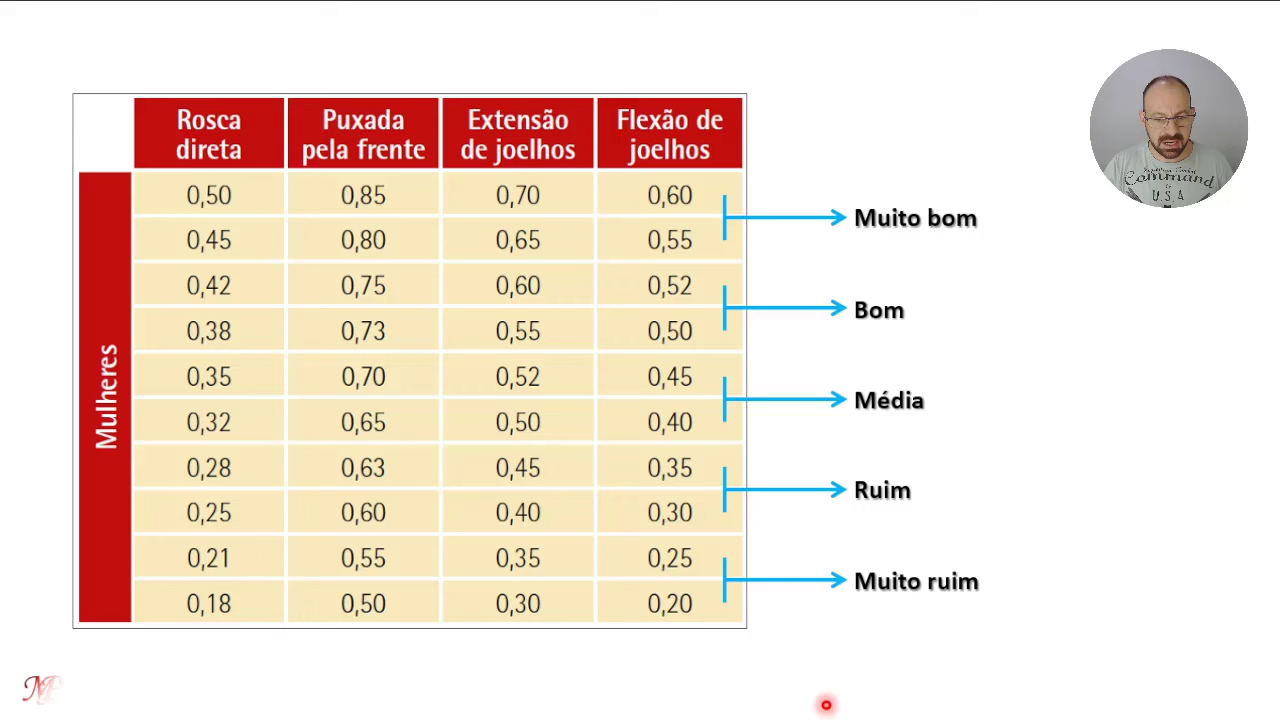 Rosca direta Puxada pela frente Extensão de joelhos Flexão de joelhos
Mulheres
0,50 0,85 0,70 0,60
0,45 0,80 0,65 0,55
Muito bom
0,42 0,75 0,60 0,52
0,38 0,73 0,55 0,50
Bom
0,35 0,70 0,52 0,45
0,32 0,65 0,50 0,40
Média
0,28 0,63 0,45 0,35
0,25 0,60 0,40 0,30
Ruim
0,21 0,55 0,35 0,25
0,18 0,50 0,30 0,20
Muito ruim
Command
U.S.A